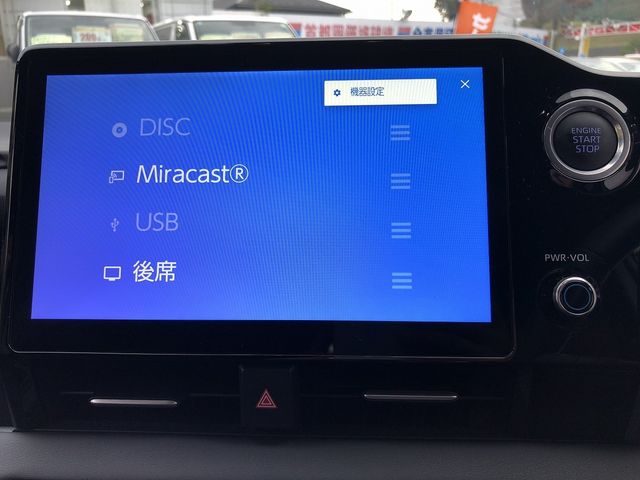 機器設定
DISC
Miracast®
USB
後席
ENGINE
START
STOP
PWR-VOL